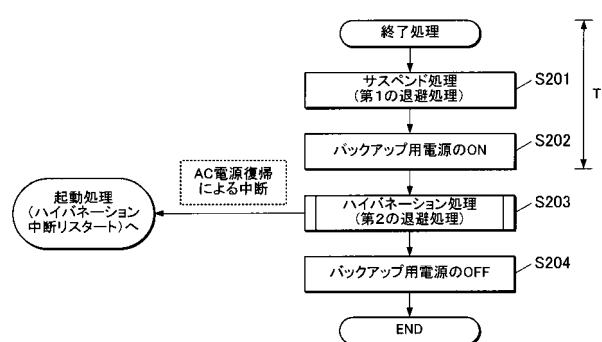 終了処理
サスペンド処理
(第1の退避処理)
S201
T
バックアップ用電源のON
S202
AC電源復帰
による中断
起動処理
(ハイバネーション
中断リスタート)へ
ハイバネーション処理
(第2の退避処理)
S203
バックアップ用電源のOFF
S204
END